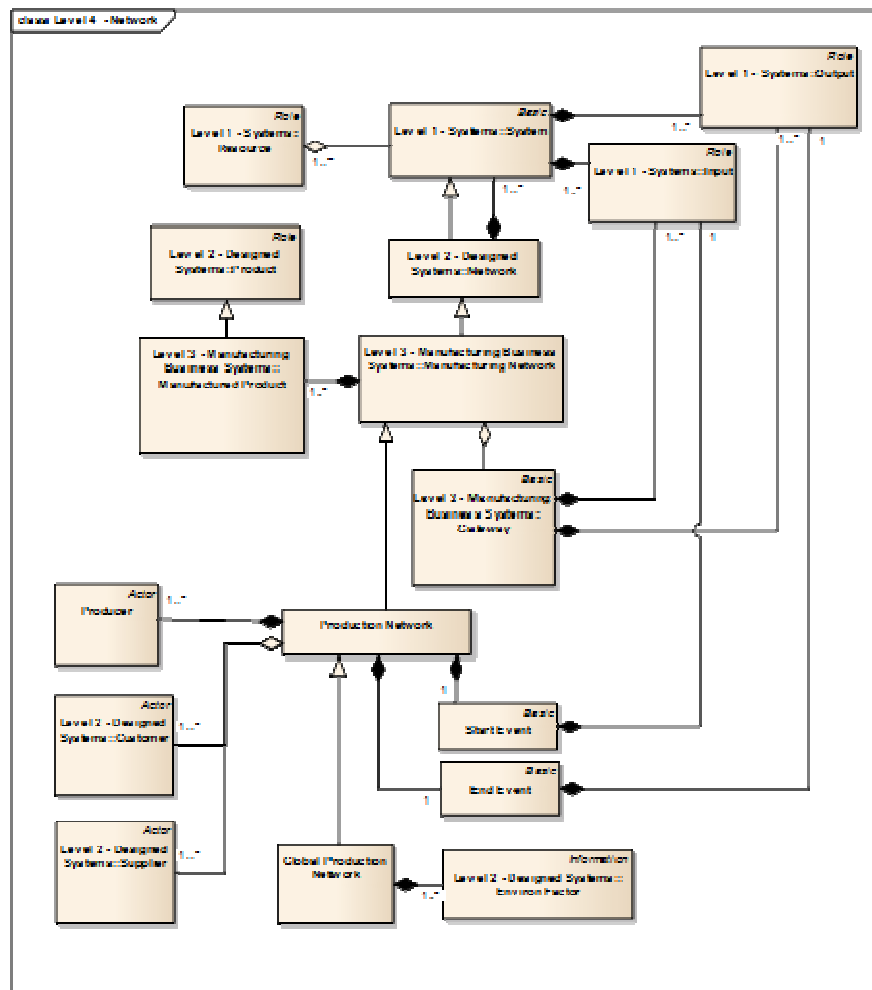 class Level 4 - Network
Role
Level 1 - Systems::Output
1..*
1
Basic
Level 1 - Systems::System
1..*
1..*
1..*
Role
Level 1 - Systems::
Resource
1..*
Role
Level 1 - Systems::Input
1..*
1
Role
Level 2 - Designed
Systems::Product
Level 2 - Designed
Systems::Network
Level 3 - Manufacturing
Business Systems::
Manufactured Product
1..*
Level 3 - Manufacturing Business
Systems::Manufacturing Network
Basic
Level 3 - Manufacturing
Business Systems::
Gateway
Actor
Producer
1..*
Production Network
Actor
Level 2 - Designed
Systems::Customer
1..*
1
Basic
Start Event
Basic
End Event
1
Actor
Level 2 - Designed
Systems::Supplier
1..*
Global Production
Network
1..*
Information
Level 2 - Designed Systems::
Environ Factor